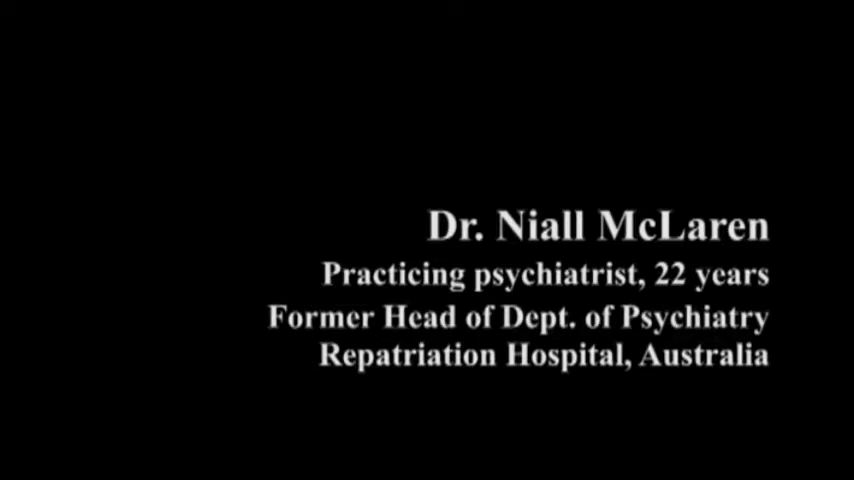 Dr. Niall McLaren
Practicing psychiatrist, 22 years
Former Head of Dept. of Psychiatry
Repatriation Hospital, Australia